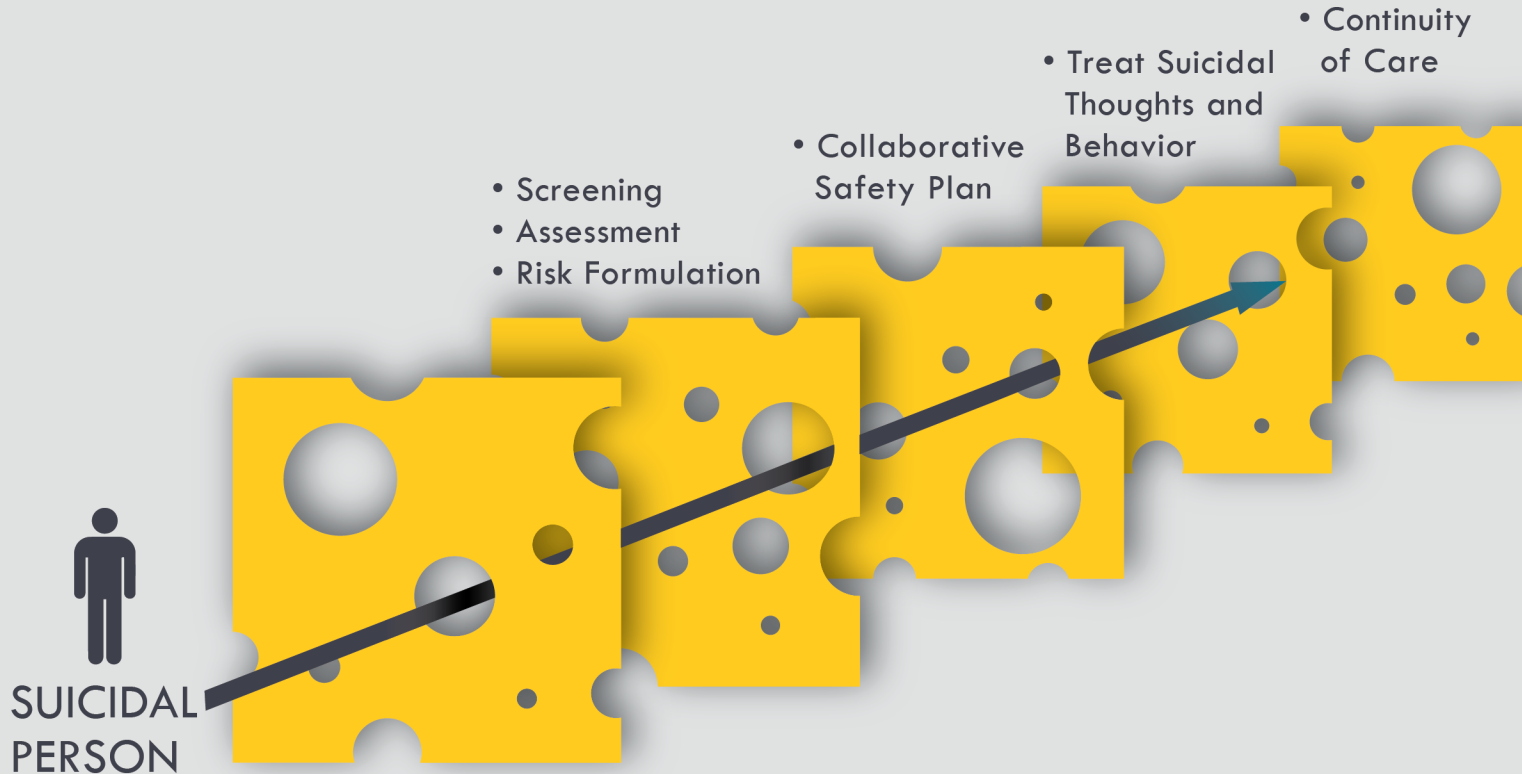 • Continuity
of Care
• Treat Suicidal
Thoughts and
Behavior
• Collaborative
Safety Plan
• Screening
• Assessment
• Risk Formulation
SUICIDAL
PERSON